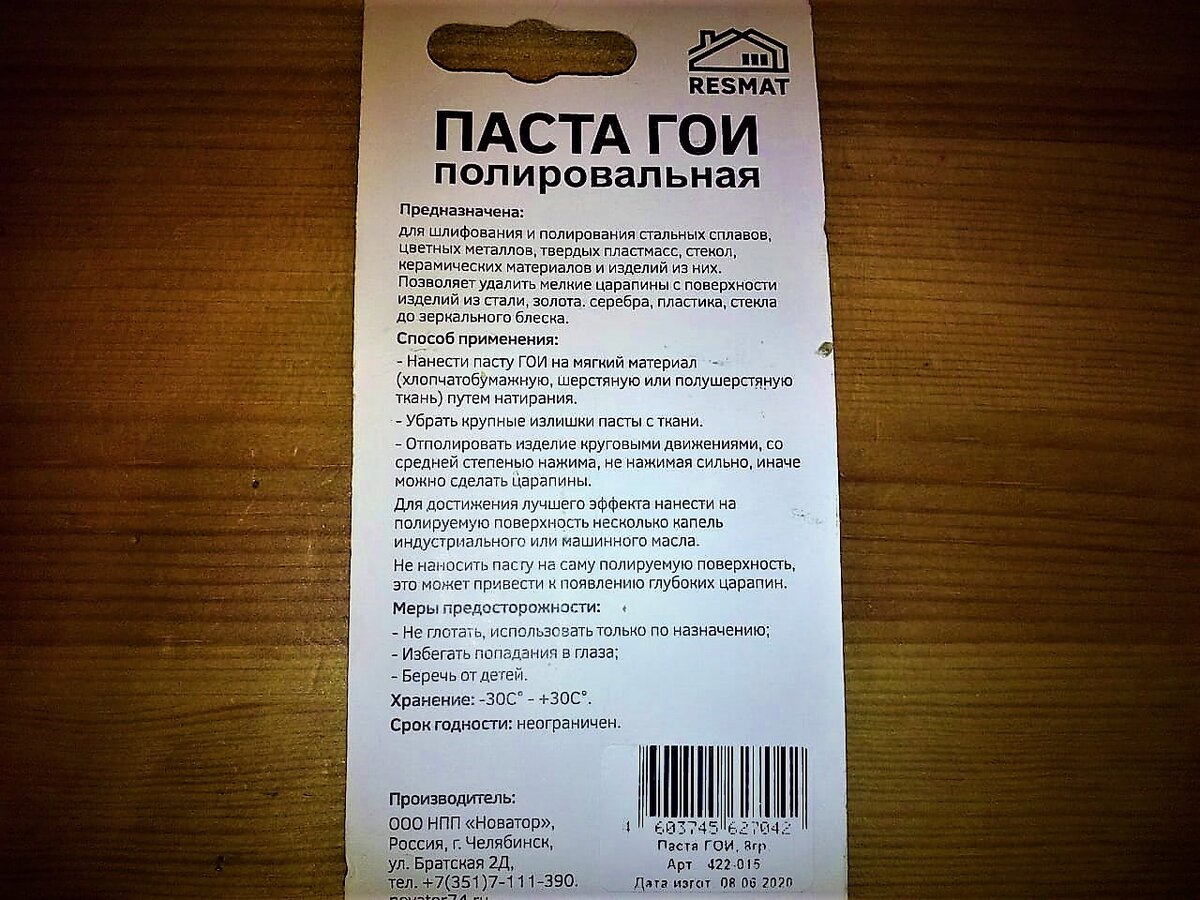 RESMAT
ПАСТА ГОИ
полировальная
Предназначена:
для шлифования и полирования стальных сплавов,
цветных металлов, твердых пластмасс, стекол,
керамических материалов и изделий из них.
Позволяет удалить мелкие царапины с поверхности
изделий из стали, золота. серебра, пластика, стекла
до зеркального блеска.
Способ применения:
- Нанести пасту ГОИ на мягкий материал
(хлопчатобумажную, шерстяную или полушерстяную
ткань) путем натирания.
- Убрать крупные излишки пасты с ткани.
- Отполировать изделие круговыми движениями, со
средней степенью нажима, не нажимая сильно, иначе
можно сделать царапины.
Для достижения лучшего эффекта нанести на
полируемую поверхность несколько капель
индустриального или машинного масла.
Не наносить пасту на саму полируемую поверхность,
это может привести к появлению глубоких царапин.
Меры предосторожности:
- Не глотать, использовать только по назначению;
- Избегать попадания в глаза;
- Беречь от детей.
Хранение: -30С° - +30С°.
Срок годности: неограничен.
Производитель:
ООО НПП «Новатор»,
Россия, г. Челябинск,
ул. Братская 2Д,
тел. +7(351)7-111-390.
novator74.ru
4 603745 627042
Паста ГОИ, 8гр.
Арт 422-015
Дата изгот 08.06.2020